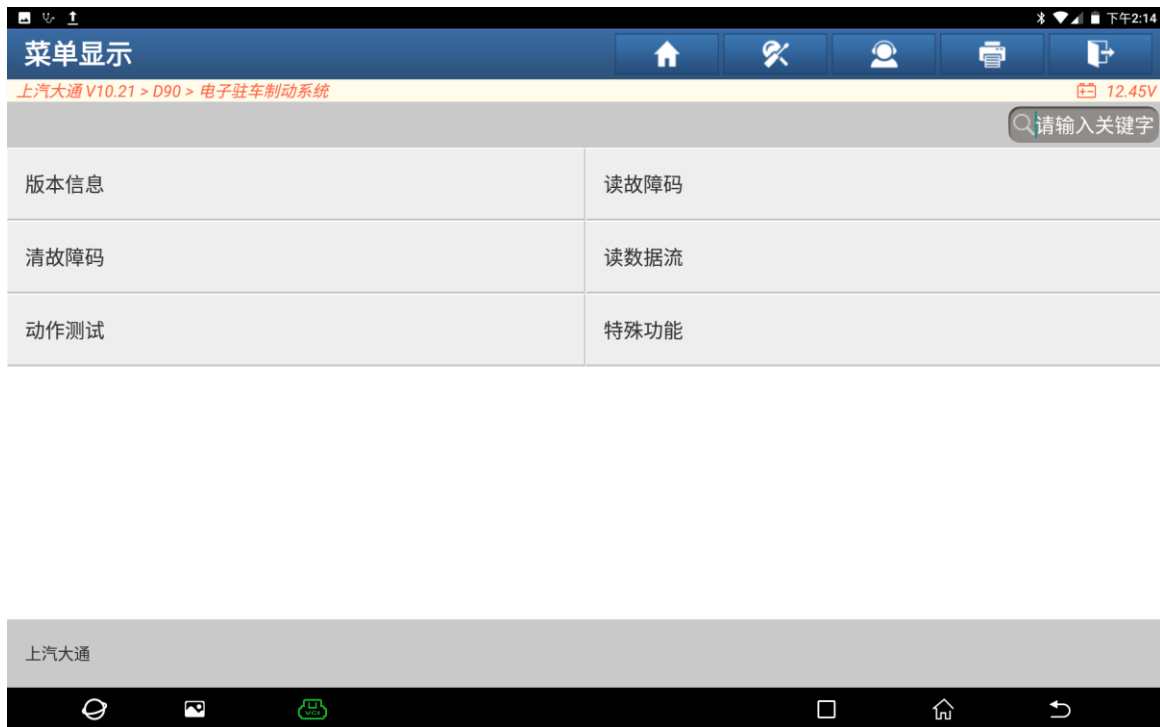 下午2:14
菜单显示
上汽大通 V10.21 > D90 > 电子驻车制动系统
12.45V
请输入关键字
版本信息
读故障码
清故障码
读数据流
动作测试
特殊功能
上汽大通
VCI